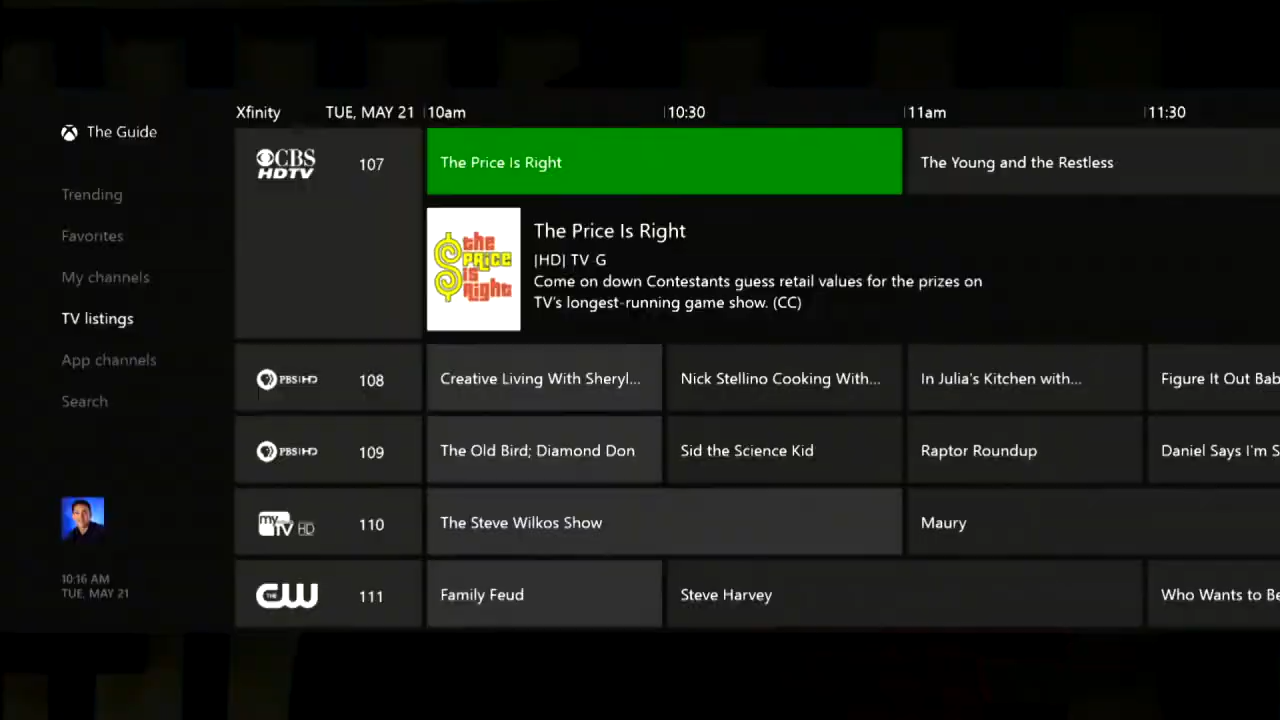 Xfinity TUE, MAY 21 10am 10:30 11am 11:30
The Guide
Trending
Favorites
My channels
TV listings
App channels
Search
10:16 AM
TUE, MAY 21
CBS
HDTV
107
The Price Is Right
The Young and the Restless
the
PRICE
is
Right
The Price Is Right
|HD| TV G
Come on down Contestants guess retail values for the prizes on
TV's longest-running game show. (CC)
PBS HD 108 Creative Living With Sheryl... Nick Stellino Cooking With... In Julia's Kitchen with... Figure It Out Bab
PBS HD 109 The Old Bird; Diamond Don Sid the Science Kid Raptor Roundup Daniel Says I'm S
my TV HD 110 The Steve Wilkos Show Maury
THE CW 111 Family Feud Steve Harvey Who Wants to Be